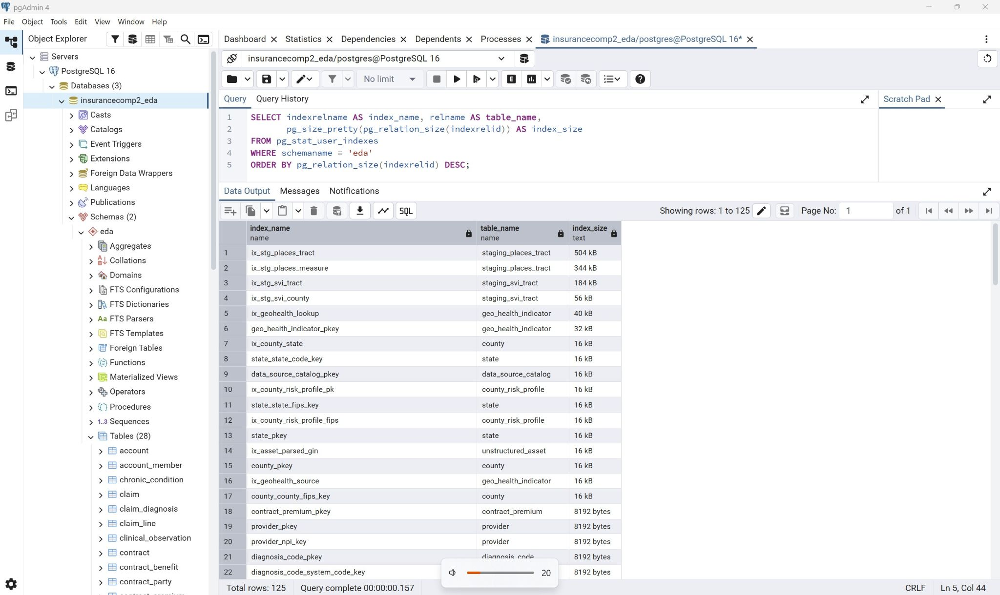 pgAdmin 4
File Object Tools Edit View Window Help
Object Explorer
Dashboard Statistics Dependencies Dependents Processes insurancecomp2_eda/postgres@PostgreSQL 16*
insurancecomp2_eda/postgres@PostgreSQL 16
No limit
E
Query Query History
Scratch Pad
Servers
PostgreSQL 16
Databases (3)
insurancecomp2_eda
Casts
Catalogs
Event Triggers
Extensions
Foreign Data Wrappers
Languages
Publications
Schemas (2)
eda
Aggregates
Collations
Domains
FTS Configurations
FTS Dictionaries
Aa FTS Parsers
FTS Templates
Foreign Tables
Functions
Materialized Views
Operators
Procedures
1..3 Sequences
Tables (28)
account
account_member
chronic_condition
claim
claim_diagnosis
claim_line
clinical_observation
contract
contract_benefit
contract_party
1 SELECT indexrelname AS index_name, relname AS table_name,
2 pg_size_pretty(pg_relation_size(indexrelid)) AS index_size
3 FROM pg_stat_user_indexes
4 WHERE schemaname = 'eda'
5 ORDER BY pg_relation_size(indexrelid) DESC;
Data Output Messages Notifications
SQL
Showing rows: 1 to 125 Page No: 1 of 1
index_name table_name index_size
name name text
1 ix_stg_places_tract staging_places_tract 504 kB
2 ix_stg_places_measure staging_places_tract 344 kB
3 ix_stg_svi_tract staging_svi_tract 184 kB
4 ix_stg_svi_county staging_svi_tract 56 kB
5 ix_geohealth_lookup geo_health_indicator 40 kB
6 geo_health_indicator_pkey geo_health_indicator 32 kB
7 ix_county_state county 16 kB
8 state_state_code_key state 16 kB
9 data_source_catalog_pkey data_source_catalog 16 kB
10 ix_county_risk_profile_pk county_risk_profile 16 kB
11 state_state_fips_key state 16 kB
12 ix_county_risk_profile_fips county_risk_profile 16 kB
13 state_pkey state 16 kB
14 ix_asset_parsed_gin unstructured_asset 16 kB
15 county_pkey county 16 kB
16 ix_geohealth_source geo_health_indicator 16 kB
17 county_county_fips_key county 16 kB
18 contract_premium_pkey contract_premium 8192 bytes
19 provider_pkey provider 8192 bytes
20 provider_npi_key provider 8192 bytes
21 diagnosis_code_pkey diagnosis_code 8192 bytes
22 diagnosis_code_system_code_key 8192 bytes
20
Total rows: 125 Query complete 00:00:00.157 CRLF Ln 5, Col 44